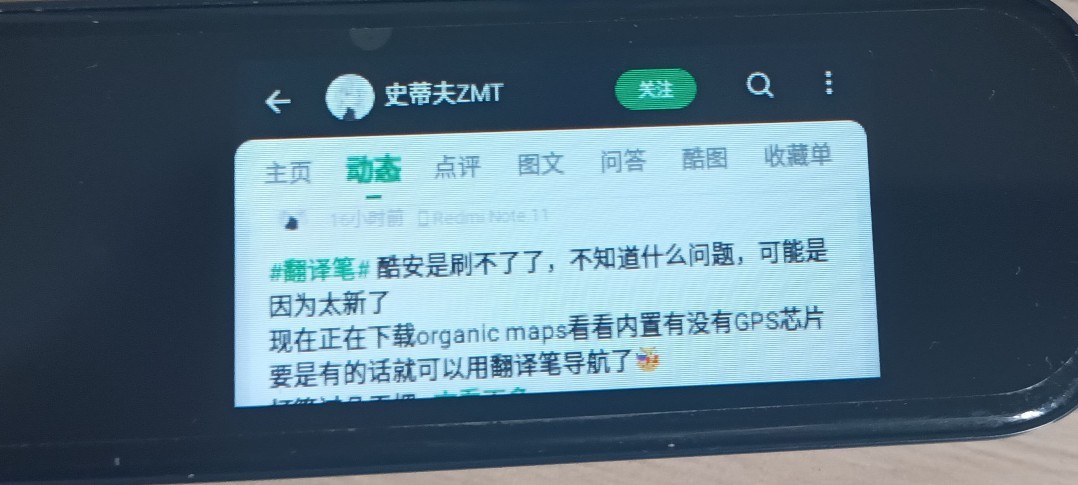 史蒂夫ZMT 关注
主页 动态 点评 图文 问答 酷图 收藏单
16小时前 Redmi Note 11
#翻译笔# 酷安是刷不了了，不知道什么问题，可能是
因为太新了
现在正在下载organic maps看看内置有没有GPS芯片
要是有的话就可以用翻译笔导航了